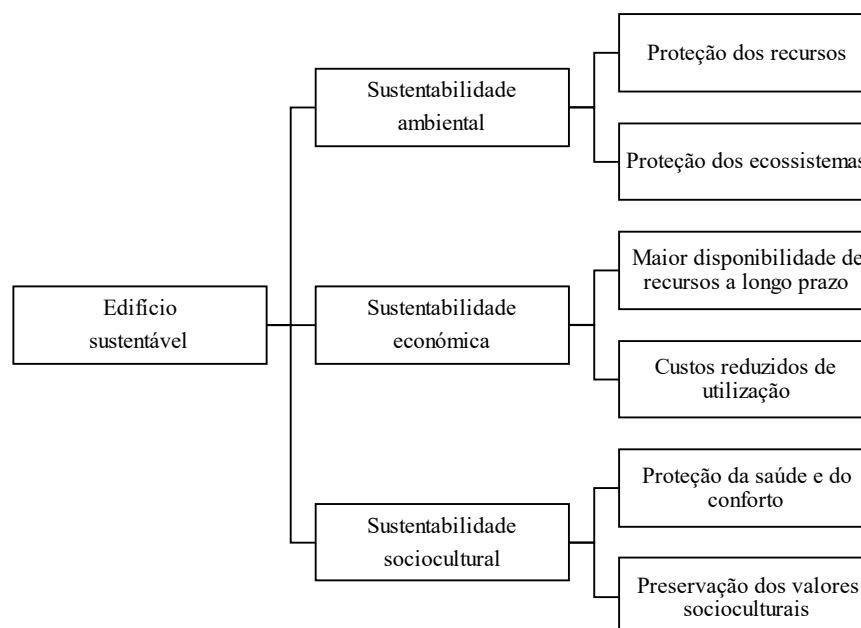 Edifício
sustentável
Sustentabilidade
ambiental
Proteção dos recursos
Proteção dos ecossistemas
Sustentabilidade
económica
Maior disponibilidade de
recursos a longo prazo
Custos reduzidos de
utilização
Sustentabilidade
sociocultural
Proteção da saúde e do
conforto
Preservação dos valores
socioculturais